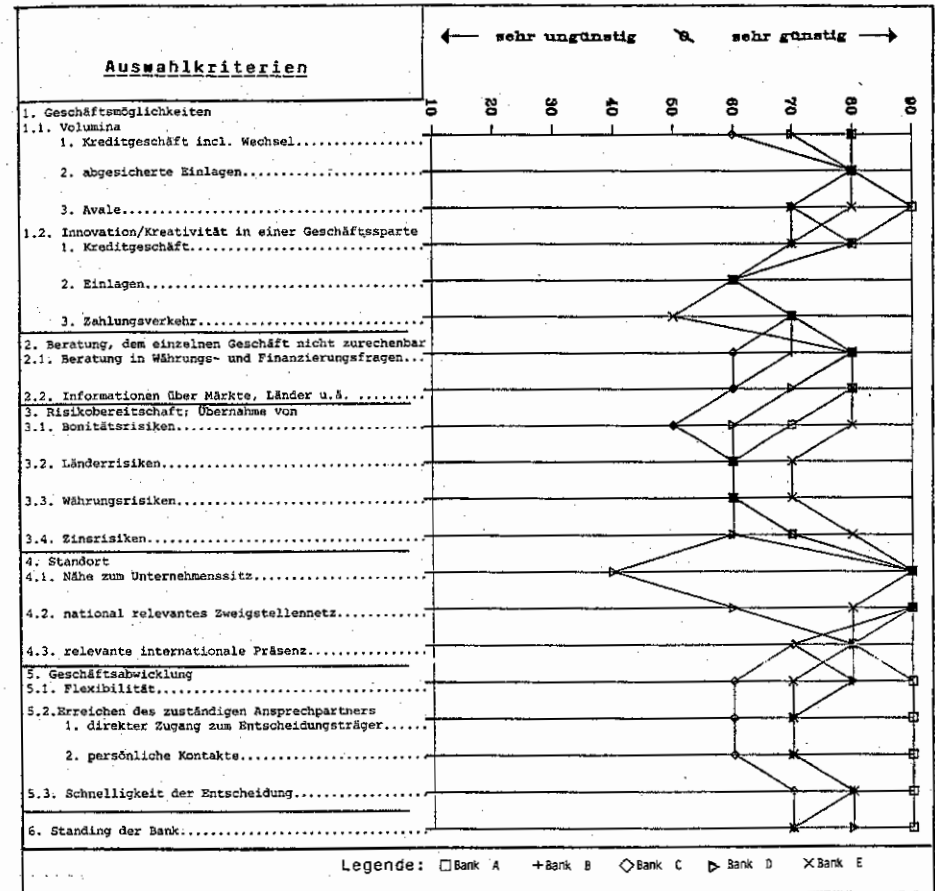 ← sehr ungünstig Ø sehr günstig →
Auswahlkriterien
10 20 30 40 50 60 70 80 90
1. Geschäftsmöglichkeiten
1.1. Volumina
1. Kreditgeschäft incl. Wechsel.......
2. abgesicherte Einlagen.......
3. Avale.......
1.2. Innovation/Kreativität in einer Geschäftssparte
1. Kreditgeschäft.......
2. Einlagen.......
3. Zahlungsverkehr.......
2. Beratung, dem einzelnen Geschäft nicht zurechenbar
2.1. Beratung in Währungs- und Finanzierungsfragen...
2.2. Informationen über Märkte, Länder u.ä. .......
3. Risikobereitschaft; Übernahme von
3.1. Bonitätsrisiken.......
3.2. Länderrisiken.......
3.3. Währungsrisiken.......
3.4. Zinsrisiken.......
4. Standort
4.1. Nähe zum Unternehmenssitz.......
4.2. national relevantes Zweigstellennetz.......
4.3. relevante internationale Präsenz.......
5. Geschäftsabwicklung
5.1. Flexibilität.......
5.2.Erreichen des zuständigen Ansprechpartners
1. direkter Zugang zum Entscheidungsträger.....
2. persönliche Kontakte.......
5.3. Schnelligkeit der Entscheidung.......
6. Standing der Bank.......
Legende: □Bank A +Bank B ◇Bank C ▷ Bank D ×Bank E